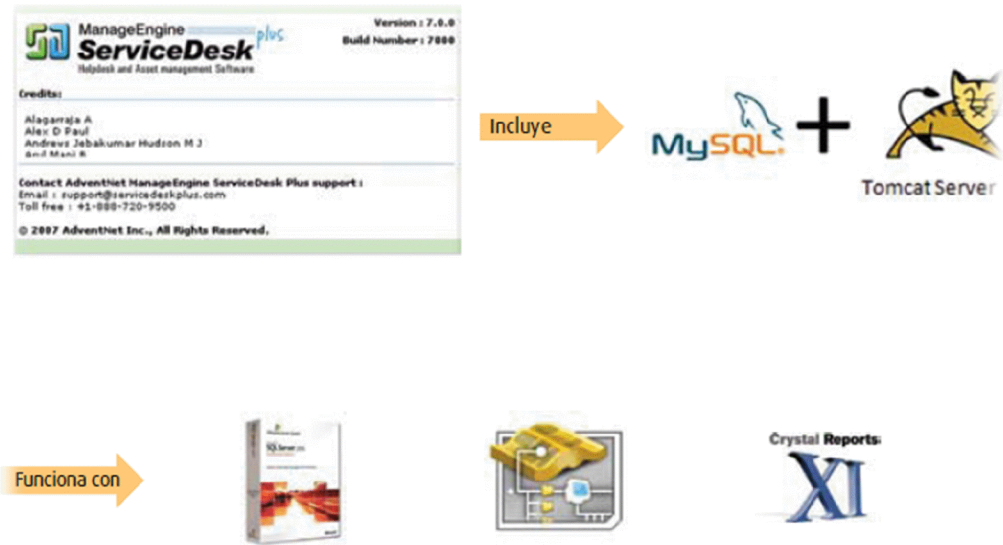 ManageEngine
ServiceDesk plus
Helpdesk and Asset management Software
Version : 7.0.0
Build Number : 7000
Credits:
Alagarraja A
Alex D Paul
Andrews Jebakumar Hudson M J
Anil Mani B
Contact AdventNet ManageEngine ServiceDesk Plus support :
Email : support@servicedeskplus.com
Toll free : +1-888-720-9500
© 2007 AdventNet Inc., All Rights Reserved.
Incluye
MySQL
+
Tomcat Server
Funciona con
SQL Server
Crystal Reports
XI